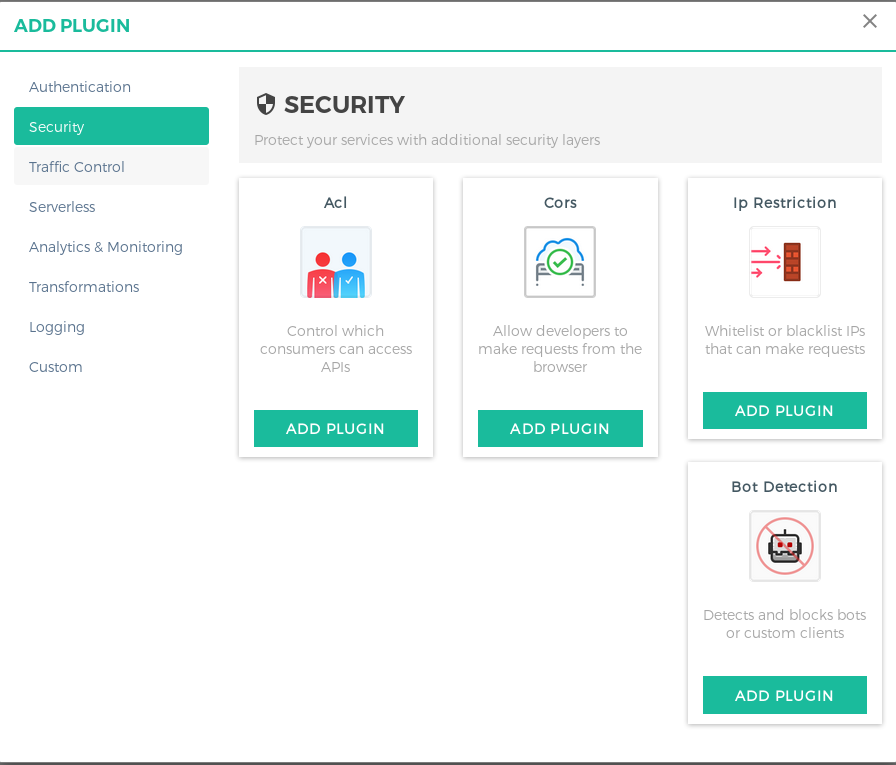 ADD PLUGIN
Authentication
Security
Traffic Control
Serverless
Analytics & Monitoring
Transformations
Logging
Custom
SECURITY
Protect your services with additional security layers
Acl
Control which
consumers can access
APIs
ADD PLUGIN
Cors
Allow developers to
make requests from the
browser
ADD PLUGIN
Ip Restriction
Whitelist or blacklist IPs
that can make requests
ADD PLUGIN
Bot Detection
Detects and blocks bots
or custom clients
ADD PLUGIN